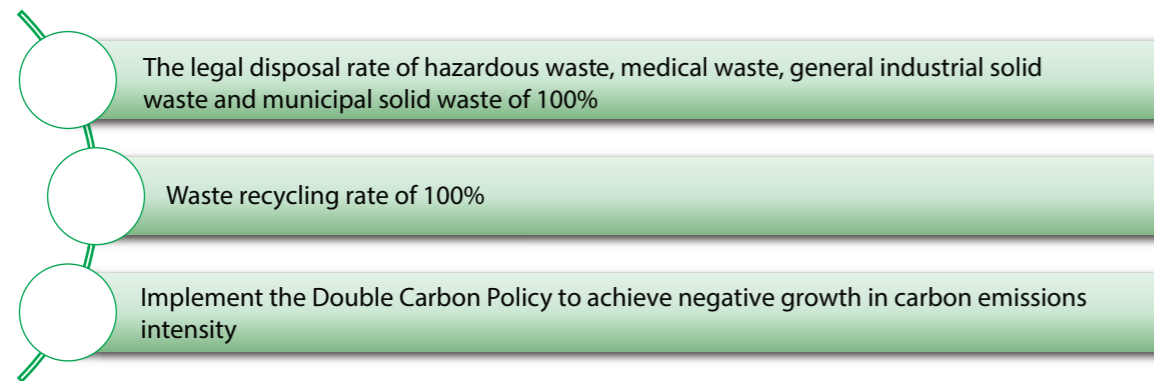 The legal disposal rate of hazardous waste, medical waste, general industrial solid
waste and municipal solid waste of 100%
Waste recycling rate of 100%
Implement the Double Carbon Policy to achieve negative growth in carbon emissions
intensity